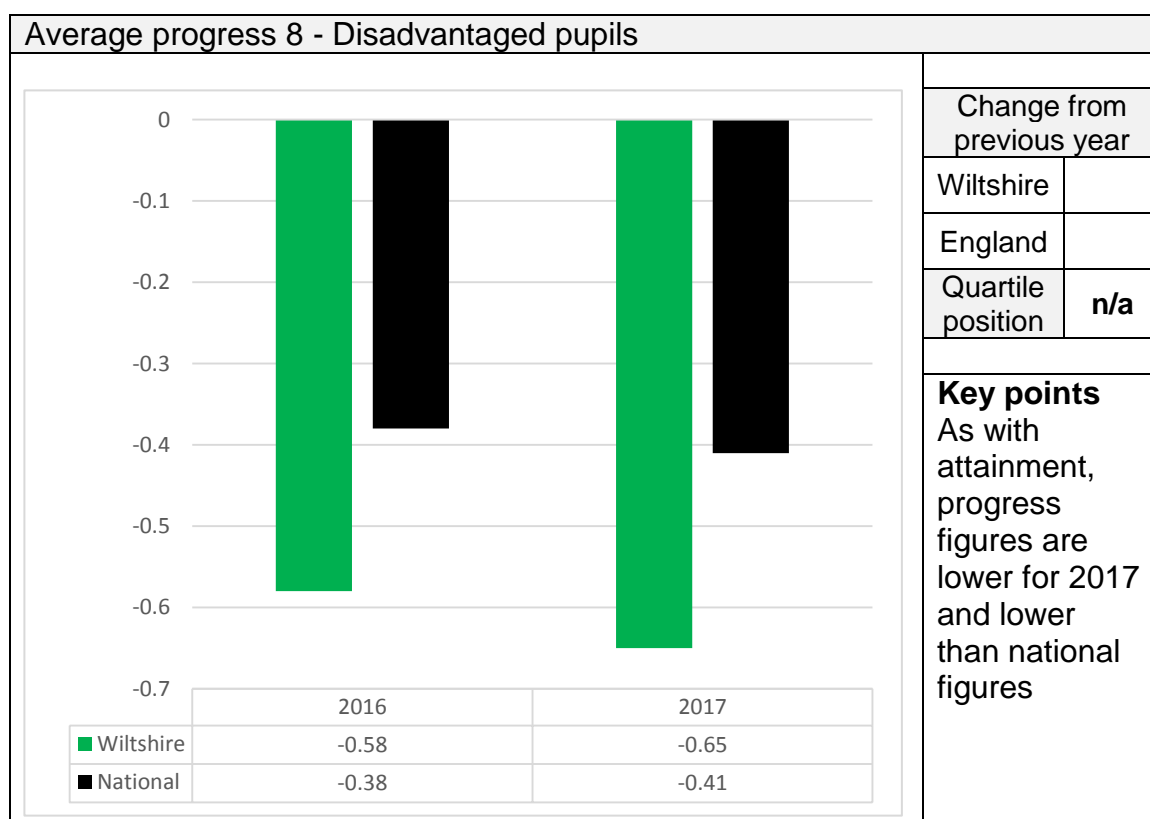 Average progress 8 - Disadvantaged pupils
0
-0.1
-0.2
-0.3
-0.4
-0.5
-0.6
-0.7
2016 2017
Wiltshire -0.58 -0.65
National -0.38 -0.41
Change from
previous year
Wiltshire
England
Quartile
position n/a
Key points
As with
attainment,
progress
figures are
lower for 2017
and lower
than national
figures